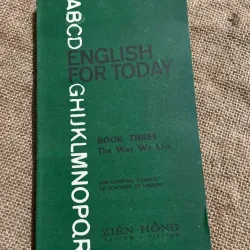 ABCD GHIJKLMNOPQR
ENGLISH
FOR TODAY
BOOK THREE
The Way We Live
ZIÊN-HỒNG